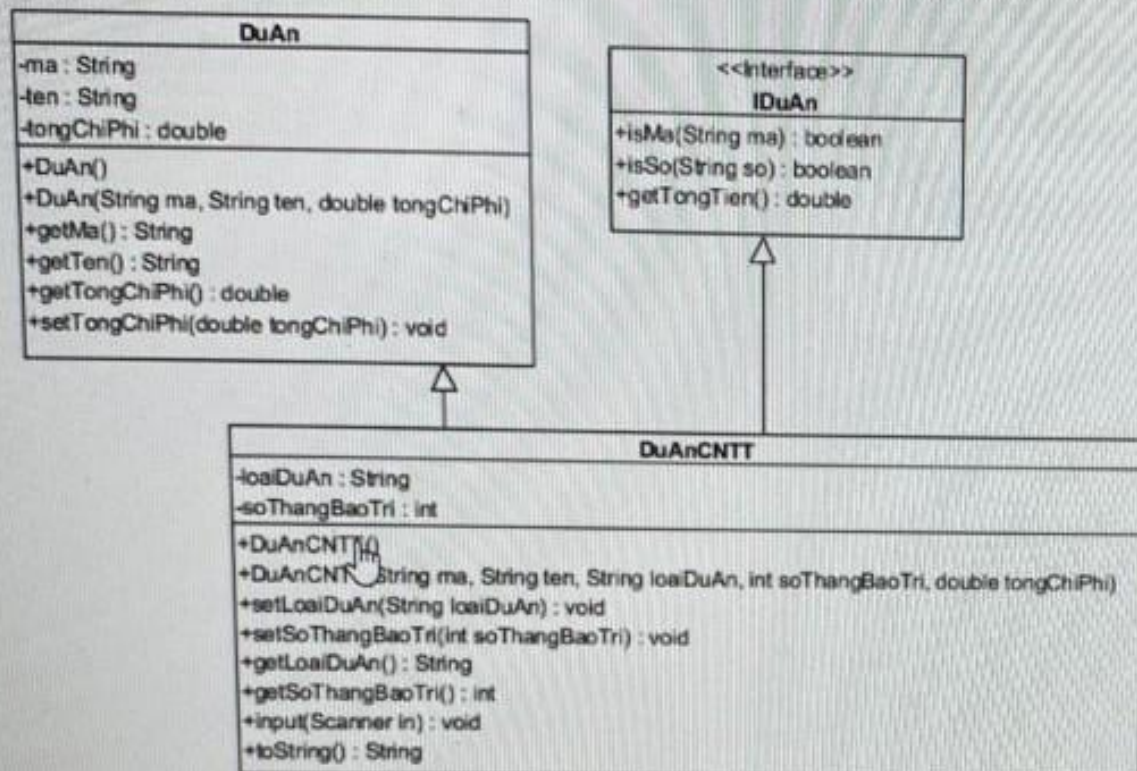 DuAn
-ma : String
-ten : String
-tongChiPhi : double
+DuAn()
+DuAn(String ma, String ten, double tongChiPhi)
+getMa() : String
+getTen() : String
+getTongChiPhi() : double
+setTongChiPhi(double tongChiPhi) : void
<<Interface>>
IDuAn
+isMa(String ma) : boolean
+isSo(String so) : boolean
+getTongTien() : double
DuAnCNTT
-loaiDuAn : String
-soThangBaoTri : int
+DuAnCNTT()
+DuAnCNT String ma, String ten, String loaiDuAn, int soThangBaoTri, double tongChiPhi)
+setLoaiDuAn(String loaiDuAn) : void
+setSoThangBaoTri(int soThangBaoTri) : void
+getLoaiDuAn() : String
+getSoThangBaoTri() : int
+input(Scanner in) : void
+toString() : String